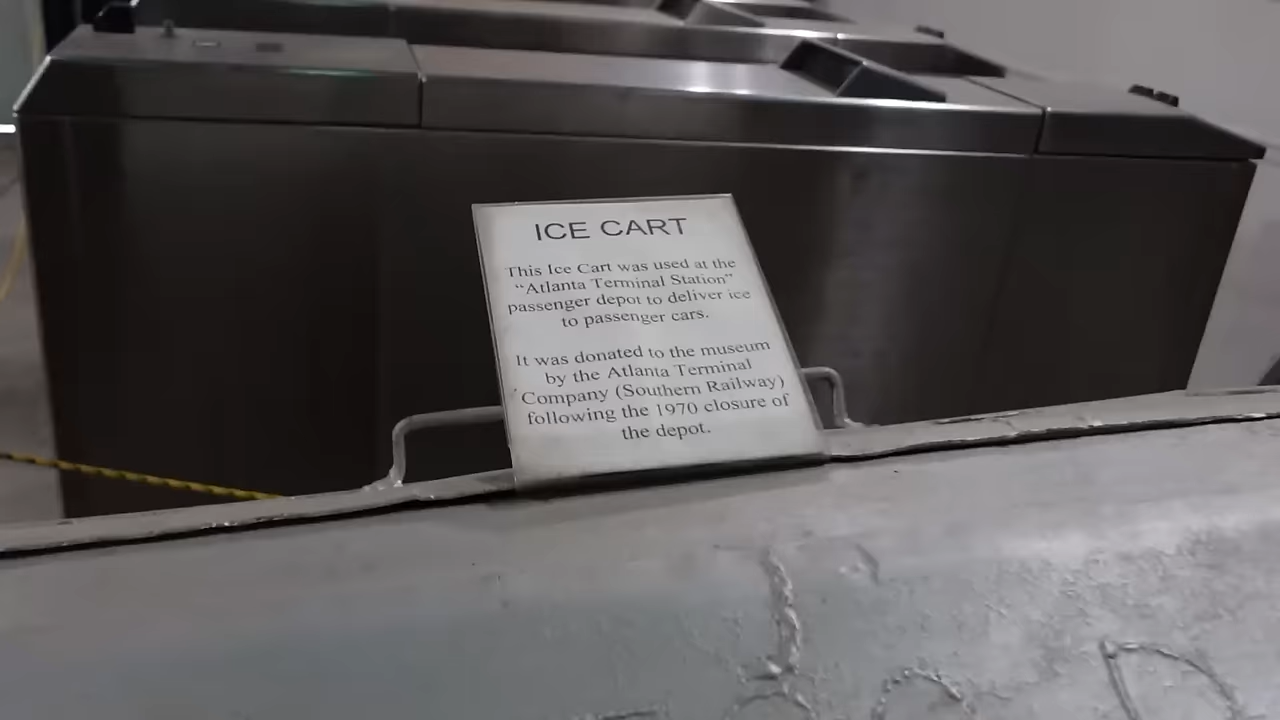 ICE CART
This Ice Cart was used at the
“Atlanta Terminal Station”
passenger depot to deliver ice
to passenger cars.
It was donated to the museum
by the Atlanta Terminal
Company (Southern Railway)
following the 1970 closure of
the depot.